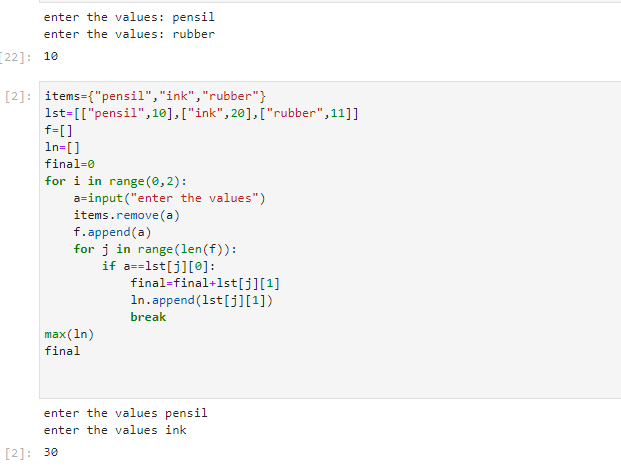 enter the values: pensil
enter the values: rubber
[22]: 10
[2]: items={"pensil","ink","rubber"}
lst=[["pensil",10],["ink",20],["rubber",11]]
f=[]
ln=[]
final=0
for i in range(0,2):
    a=input("enter the values")
    items.remove(a)
    f.append(a)
    for j in range(len(f)):
        if a==lst[j][0]:
            final=final+lst[j][1]
            ln.append(lst[j][1])
            break
max(ln)
final
enter the values pensil
enter the values ink
[2]: 30